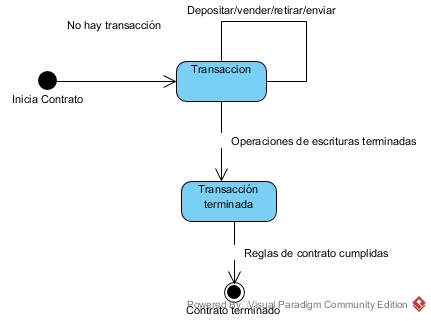 Depositar/vender/retirar/enviar
No hay transacción
Transaccion
Inicia Contrato
Operaciones de escrituras terminadas
Transacción
terminada
Reglas de contrato cumplidas
Powered By Visual Paradigm Community Edition
Contrato terminado